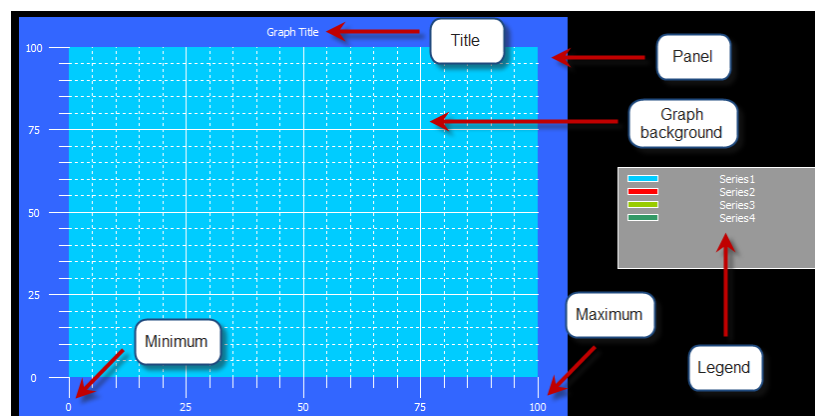 Graph Title
Title
Panel
Graph
background
100
75
50
25
0
0
25
50
75
100
Series1
Series2
Series3
Series4
Minimum
Maximum
Legend